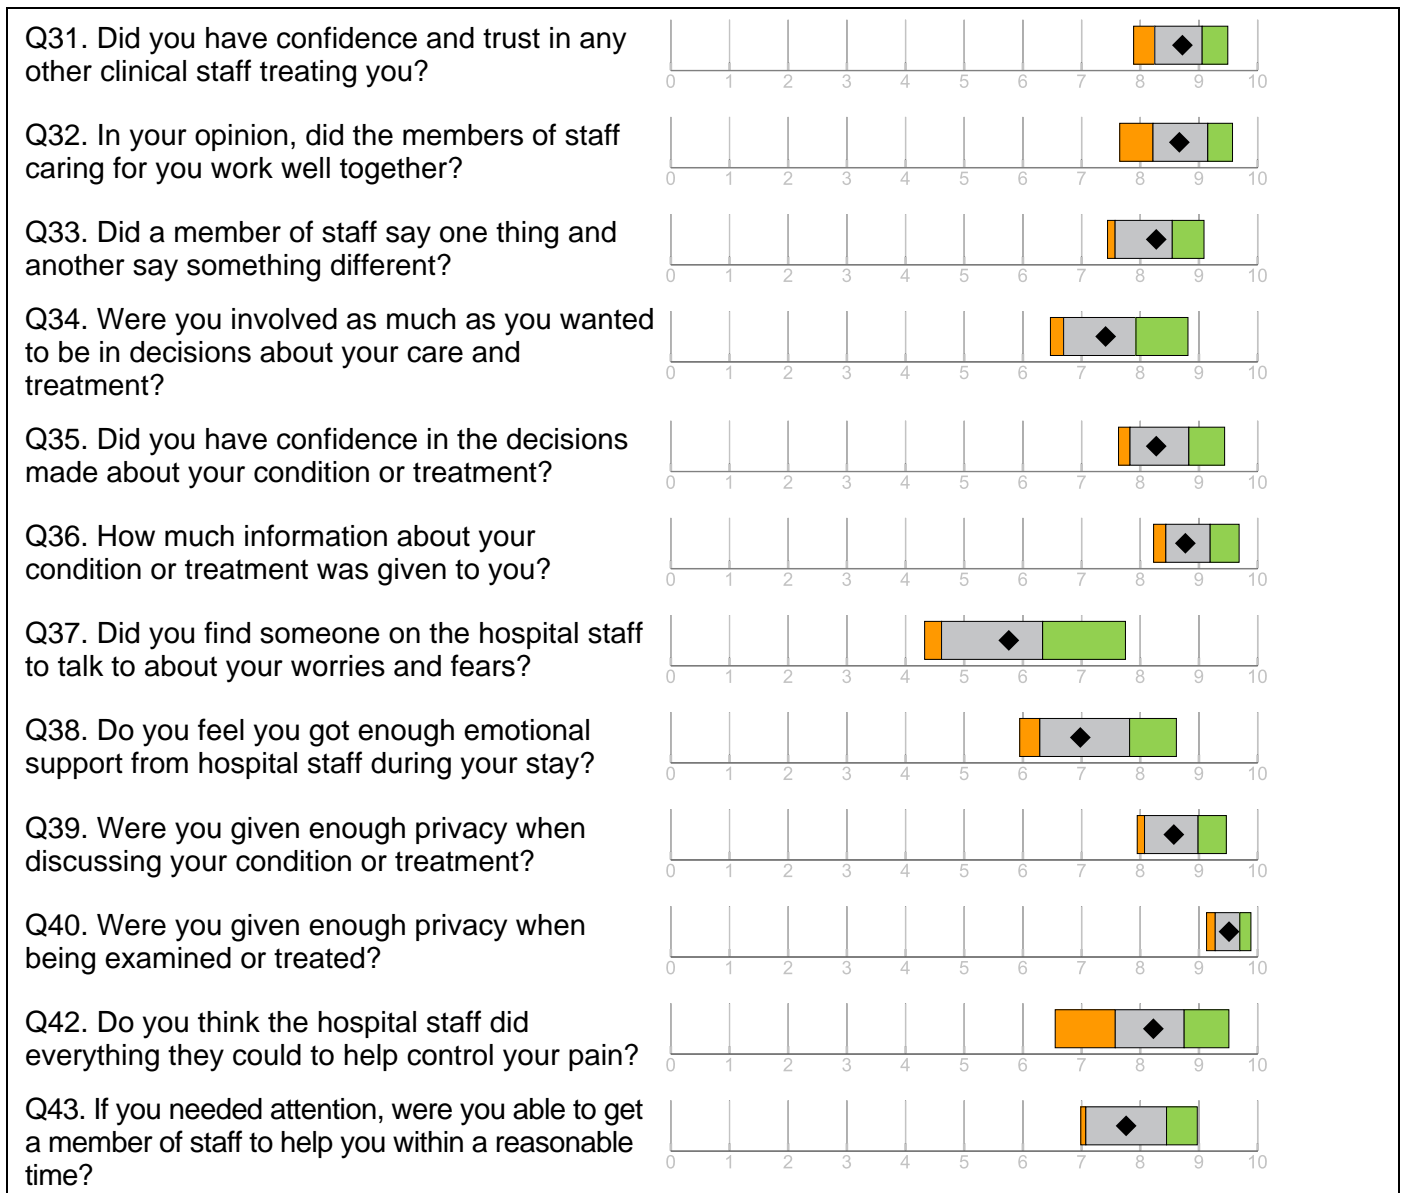 Q31. Did you have confidence and trust in any
other clinical staff treating you?
0 1 2 3 4 5 6 7 8 9 10
Q32. In your opinion, did the members of staff
caring for you work well together?
0 1 2 3 4 5 6 7 8 9 10
Q33. Did a member of staff say one thing and
another say something different?
0 1 2 3 4 5 6 7 8 9 10
Q34. Were you involved as much as you wanted
to be in decisions about your care and
treatment?
0 1 2 3 4 5 6 7 8 9 10
Q35. Did you have confidence in the decisions
made about your condition or treatment?
0 1 2 3 4 5 6 7 8 9 10
Q36. How much information about your
condition or treatment was given to you?
0 1 2 3 4 5 6 7 8 9 10
Q37. Did you find someone on the hospital staff
to talk to about your worries and fears?
0 1 2 3 4 5 6 7 8 9 10
Q38. Do you feel you got enough emotional
support from hospital staff during your stay?
0 1 2 3 4 5 6 7 8 9 10
Q39. Were you given enough privacy when
discussing your condition or treatment?
0 1 2 3 4 5 6 7 8 9 10
Q40. Were you given enough privacy when
being examined or treated?
0 1 2 3 4 5 6 7 8 9 10
Q42. Do you think the hospital staff did
everything they could to help control your pain?
0 1 2 3 4 5 6 7 8 9 10
Q43. If you needed attention, were you able to get
a member of staff to help you within a reasonable
time?
0 1 2 3 4 5 6 7 8 9 10